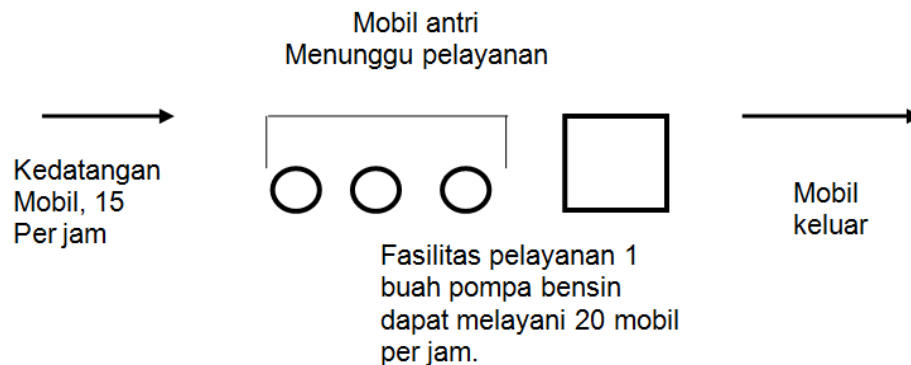 Mobil antri
Menunggu pelayanan
Kedatangan
Mobil, 15
Per jam
Fasilitas pelayanan 1
buah pompa bensin
dapat melayani 20 mobil
per jam.
Mobil
keluar